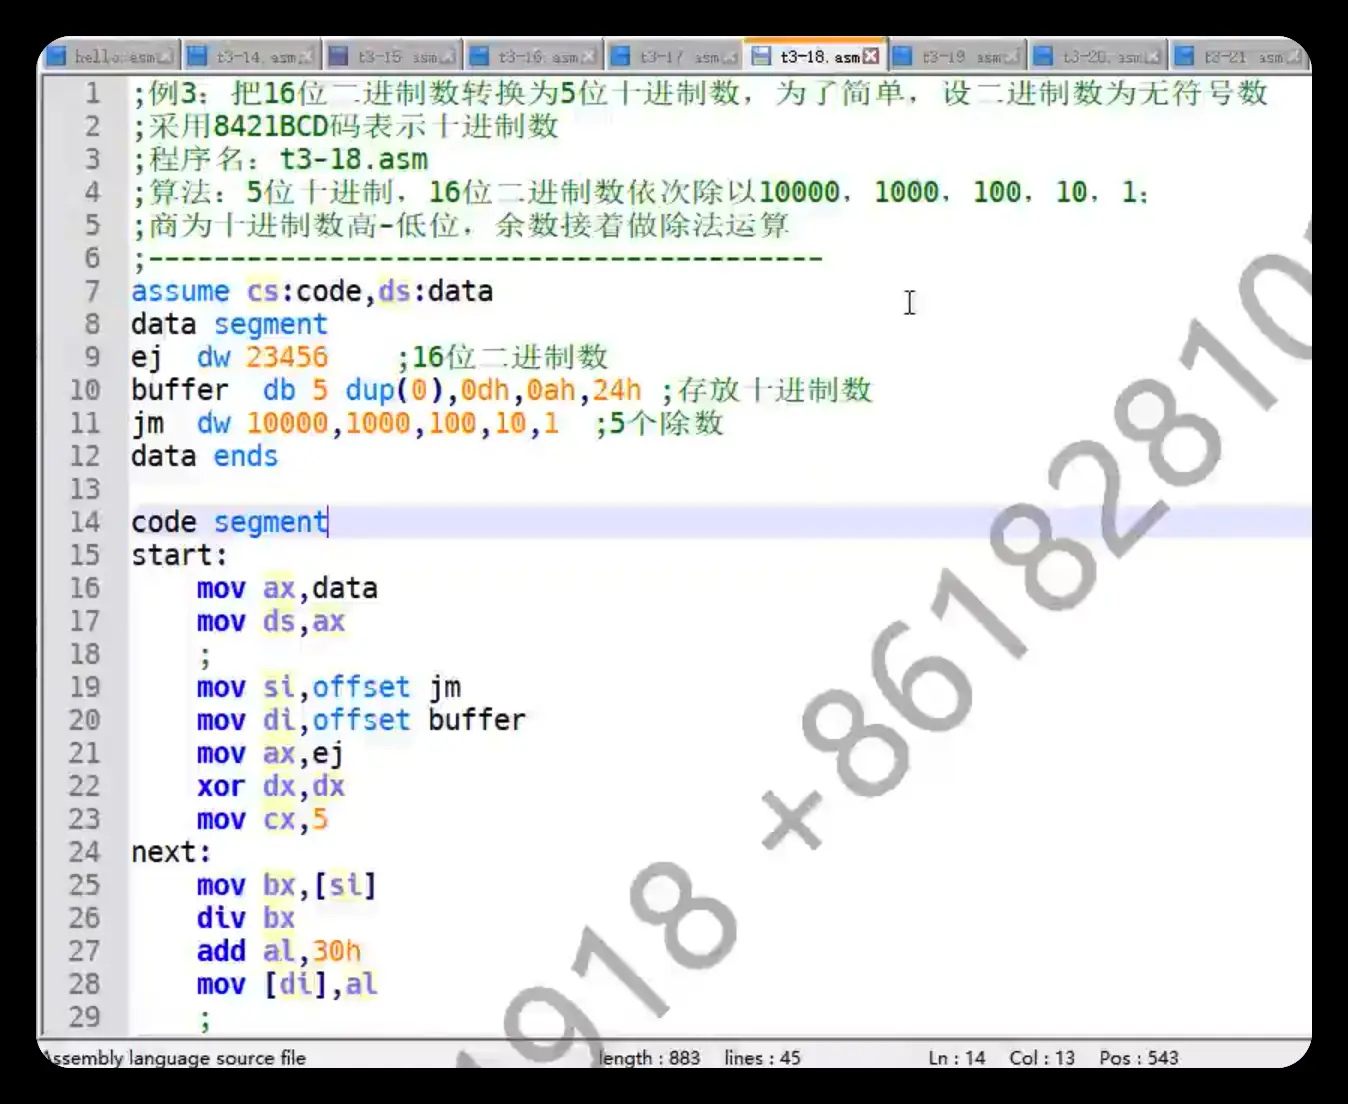 hello.asm t3-14.asm t3-15.asm t3-16.asm t3-17.asm t3-18.asm t3-19.asm t3-20.asm t3-21.asm
1 ;例3：把16位二进制数转换为5位十进制数，为了简单，设二进制数为无符号数
2 ;采用8421BCD码表示十进制数
3 ;程序名：t3-18.asm
4 ;算法：5位十进制，16位二进制数依次除以10000，1000，100，10，1；
5 ;商为十进制数高-低位，余数接着做除法运算
6 ;-----------------------------------------
7 assume cs:code,ds:data
8 data segment
9 ej dw 23456 ;16位二进制数
10 buffer db 5 dup(0),0dh,0ah,24h ;存放十进制数
11 jm dw 10000,1000,100,10,1 ;5个除数
12 data ends
13
14 code segment
15 start:
16 mov ax,data
17 mov ds,ax
18 ;
19 mov si,offset jm
20 mov di,offset buffer
21 mov ax,ej
22 xor dx,dx
23 mov cx,5
24 next:
25 mov bx,[si]
26 div bx
27 add al,30h
28 mov [di],al
29 ;
Assembly language source file length : 883 lines : 45 Ln : 14 Col : 13 Pos : 543
918 +86182810